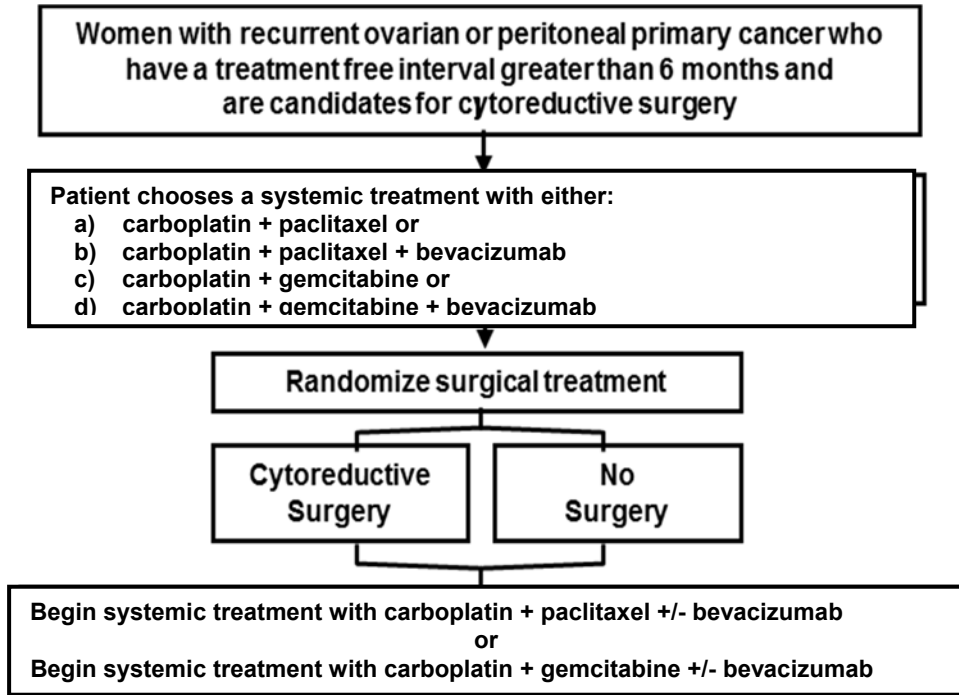 Women with recurrent ovarian or peritoneal primary cancer who
have a treatment free interval greater than 6 months and
are candidates for cytoreductive surgery
Patient chooses a systemic treatment with either:
a) carboplatin + paclitaxel or
b) carboplatin + paclitaxel + bevacizumab
c) carboplatin + gemcitabine or
d) carboplatin + gemcitabine + bevacizumab
Randomize surgical treatment
Cytoreductive
Surgery
No
Surgery
Begin systemic treatment with carboplatin + paclitaxel +/- bevacizumab
or
Begin systemic treatment with carboplatin + gemcitabine +/- bevacizumab